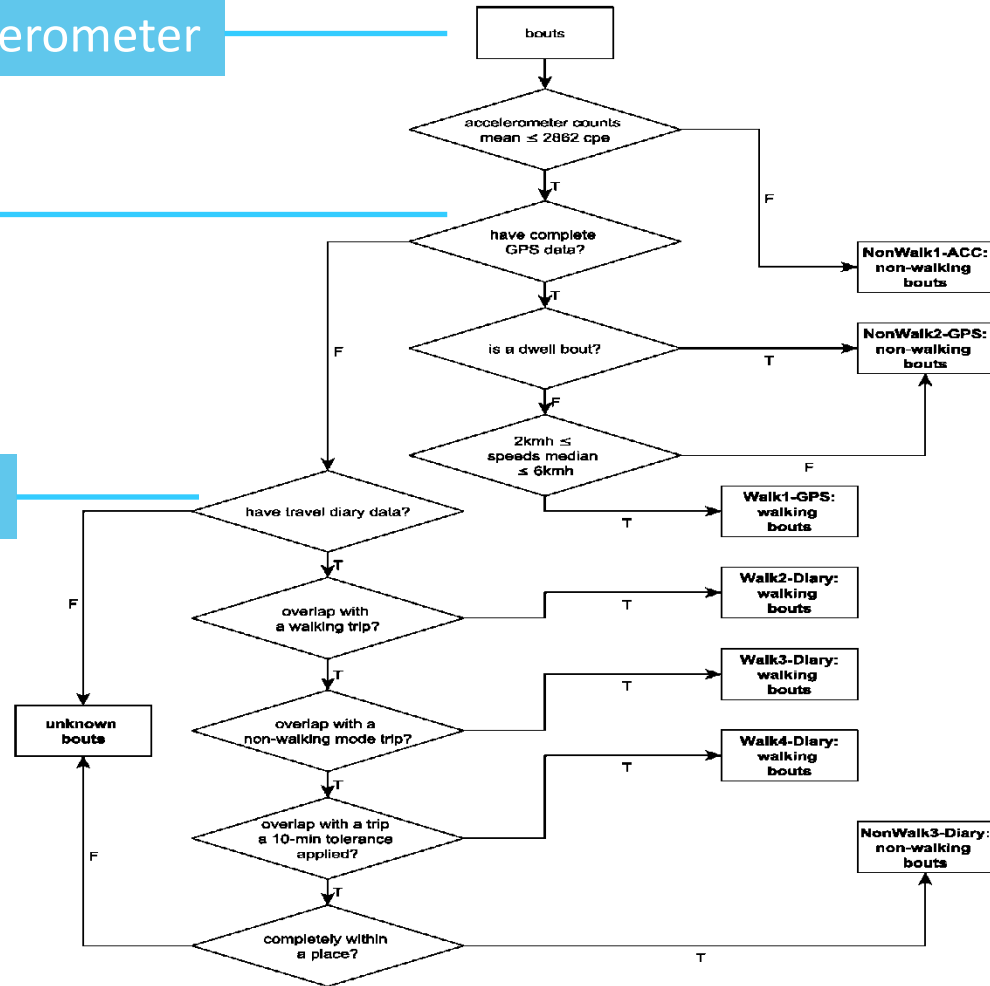 erometer
bouts
accelerometer counts
mean ≤ 2862 cpe
T
F
have complete
GPS data?
NonWalk1-ACC:
non-walking
bouts
T
F
is a dwell bout?
T
NonWalk2-GPS:
non-walking
bouts
F
2kmh ≤
speeds median
≤ 6kmh
F
T
Walk1-GPS:
walking
bouts
have travel diary data?
T
F
overlap with
a walking trip?
T
Walk2-Diary:
walking
bouts
T
overlap with a
non-walking mode trip?
T
Walk3-Diary:
walking
bouts
unknown
bouts
T
overlap with a trip
a 10-min tolerance
applied?
T
Walk4-Diary:
walking
bouts
T
F
completely within
a place?
T
NonWalk3-Diary:
non-walking
bouts